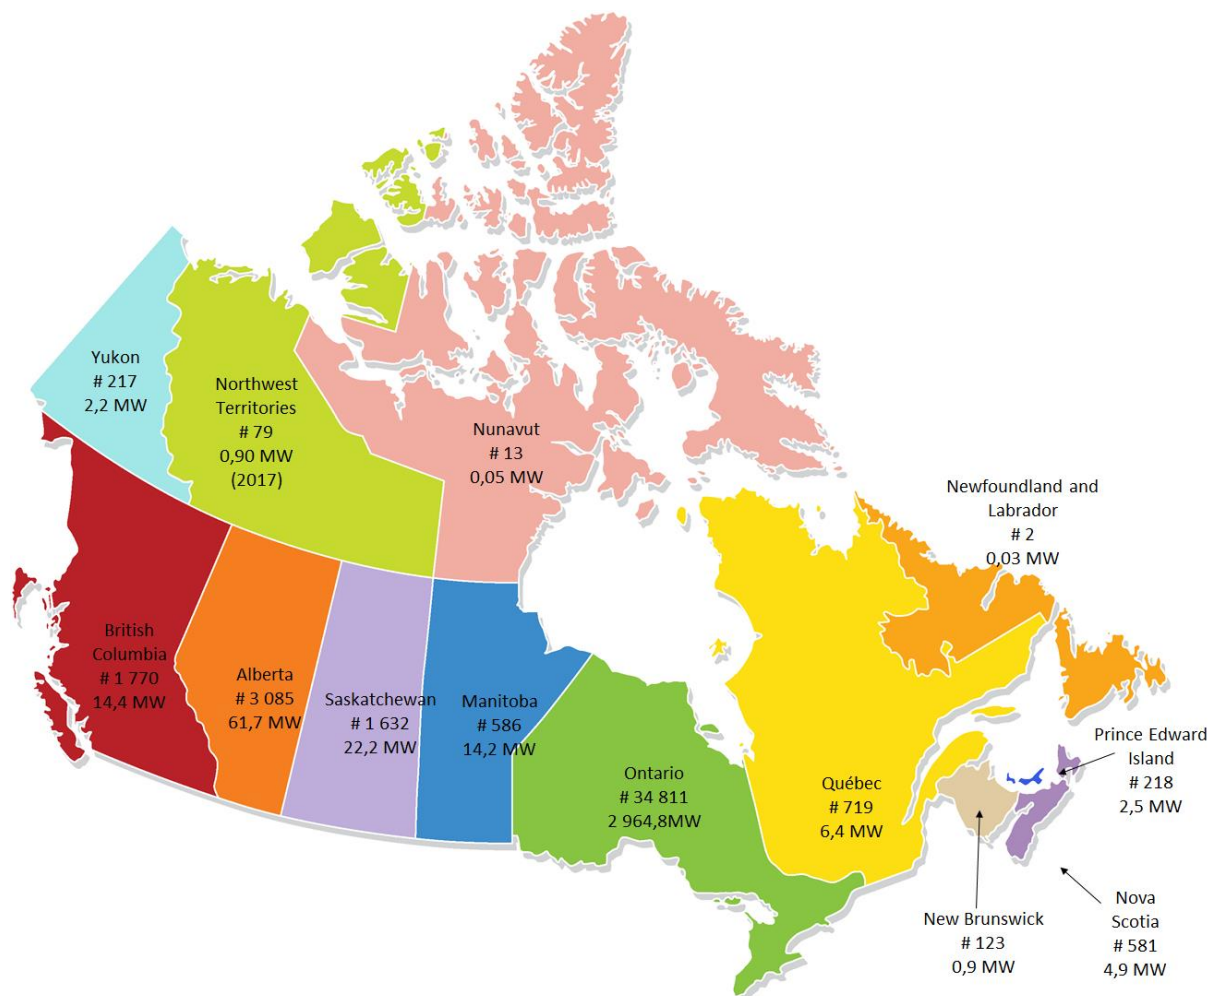 Yukon
# 217
2,2 MW
Northwest
Territories
# 79
0,90 MW
(2017)
Nunavut
# 13
0,05 MW
Newfoundland and
Labrador
# 2
0,03 MW
British
Columbia
# 1 770
14,4 MW
Alberta
# 3 085
61,7 MW
Saskatchewan
# 1 632
22,2 MW
Manitoba
# 586
14,2 MW
Ontario
# 34 811
2 964,8MW
Québec
# 719
6,4 MW
Prince Edward
Island
# 218
2,5 MW
New Brunswick
# 123
0,9 MW
Nova
Scotia
# 581
4,9 MW